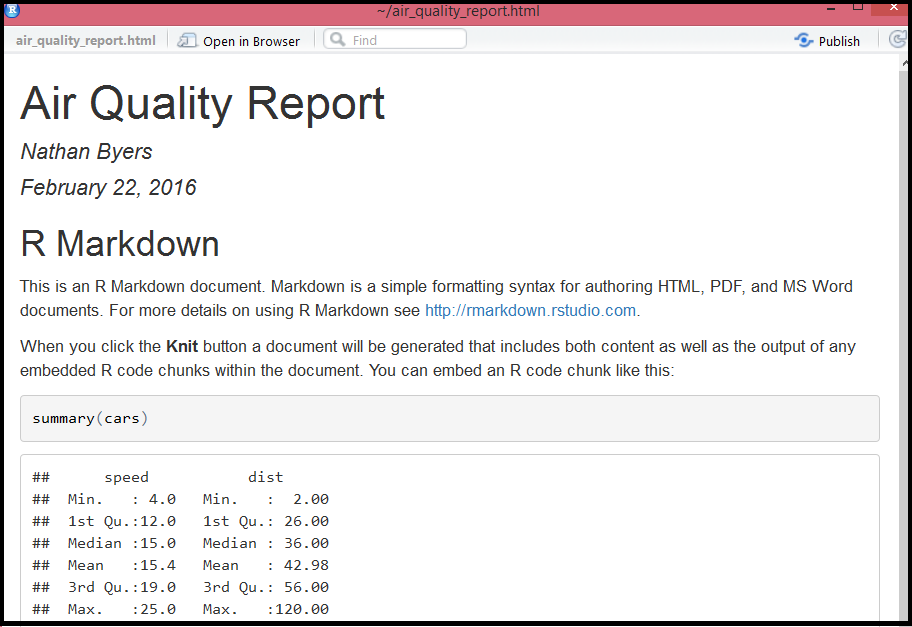 ~/air_quality_report.html
air_quality_report.html Open in Browser Find Publish
Air Quality Report
Nathan Byers
February 22, 2016
R Markdown
This is an R Markdown document. Markdown is a simple formatting syntax for authoring HTML, PDF, and MS Word
documents. For more details on using R Markdown see http://rmarkdown.rstudio.com.
When you click the Knit button a document will be generated that includes both content as well as the output of any
embedded R code chunks within the document. You can embed an R code chunk like this:
summary(cars)
##      speed           dist
##  Min.   : 4.0   Min.   :  2.00
##  1st Qu.:12.0   1st Qu.: 26.00
##  Median :15.0   Median : 36.00
##  Mean   :15.4   Mean   : 42.98
##  3rd Qu.:19.0   3rd Qu.: 56.00
##  Max.   :25.0   Max.   :120.00